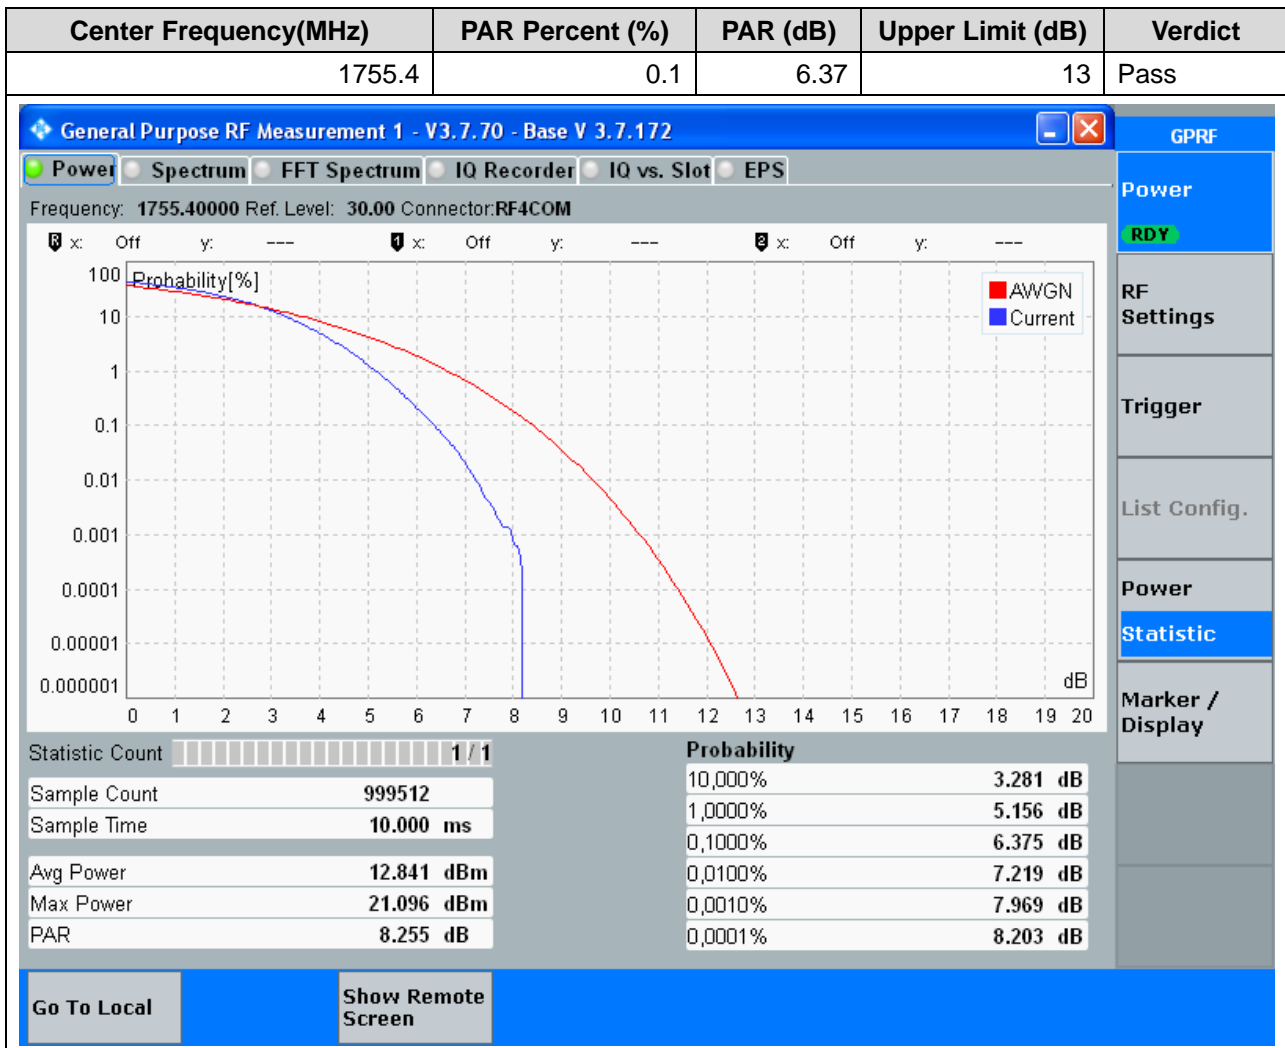 Center Frequency(MHz) PAR Percent (%) PAR (dB) Upper Limit (dB) Verdict
1755.4 0.1 6.37 13 Pass
General Purpose RF Measurement 1 - V3.7.70 - Base V 3.7.172
GPRF
Power Spectrum FFT Spectrum IQ Recorder IQ vs. Slot EPS
Power
RDY
Frequency: 1755.40000 Ref. Level: 30.00 Connector:RF4COM
R x: Off y: --- 1 x: Off y: --- 2 x: Off y: ---
Probability[%]
AWGN
Current
100
10
1
0.1
0.01
0.001
0.0001
0.00001
0.000001
dB
0 1 2 3 4 5 6 7 8 9 10 11 12 13 14 15 16 17 18 19 20
RF
Settings
Trigger
List Config.
Power
Statistic
Marker /
Display
Statistic Count 1 / 1
Sample Count 999512
Sample Time 10.000 ms
Avg Power 12.841 dBm
Max Power 21.096 dBm
PAR 8.255 dB
Probability
10,000% 3.281 dB
1,0000% 5.156 dB
0,1000% 6.375 dB
0,0100% 7.219 dB
0,0010% 7.969 dB
0,0001% 8.203 dB
Go To Local
Show Remote
Screen